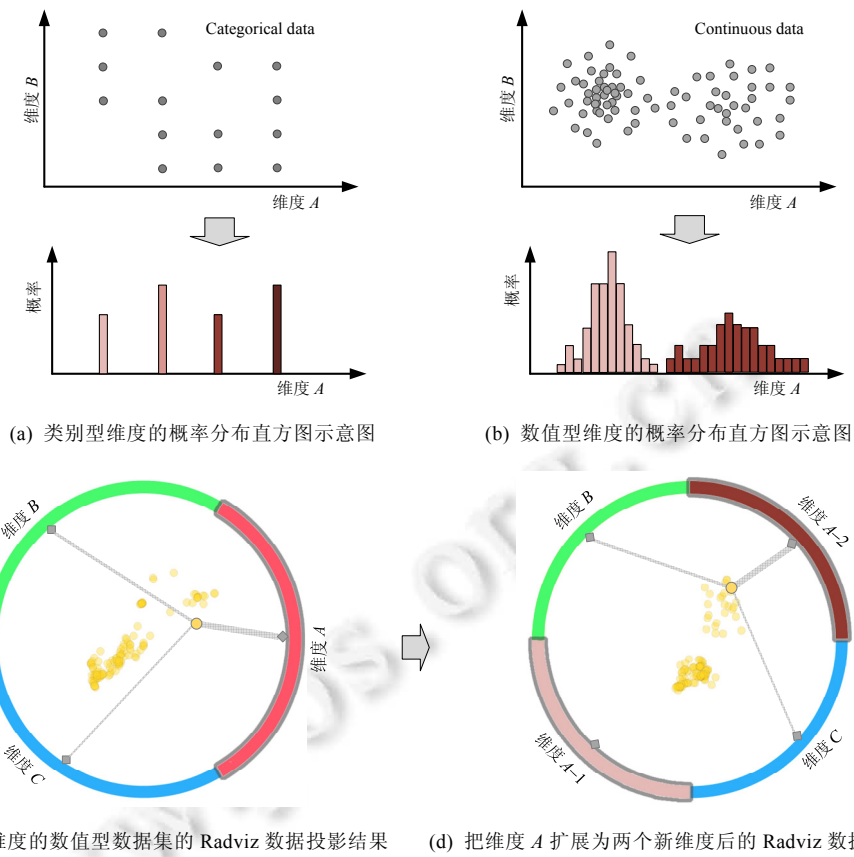 Categorical data
维度 B
维度 A
概率
维度 A
(a) 类别型维度的概率分布直方图示意图
Continuous data
维度 B
维度 A
概率
维度 A
(b) 数值型维度的概率分布直方图示意图
维度 B
维度 A
维度 C
维度的数值型数据集的 Radviz 数据投影结果
维度 B
维度 A-2
维度 A-1
维度 C
(d) 把维度 A 扩展为两个新维度后的 Radviz 数